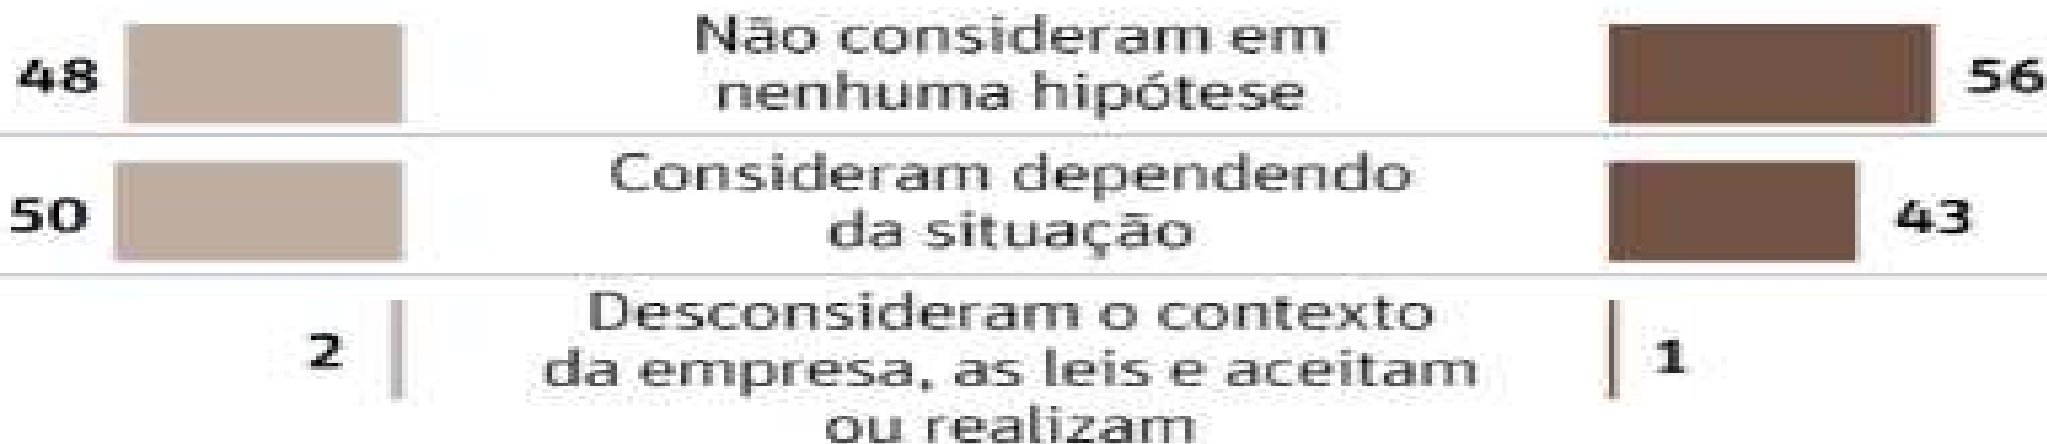 Não consideram em
48 nenhuma hipótese 56
Consideram dependendo
50 da situação 43
Desconsideram o contexto
2 da empresa, as leis e aceitam 1
ou realizam